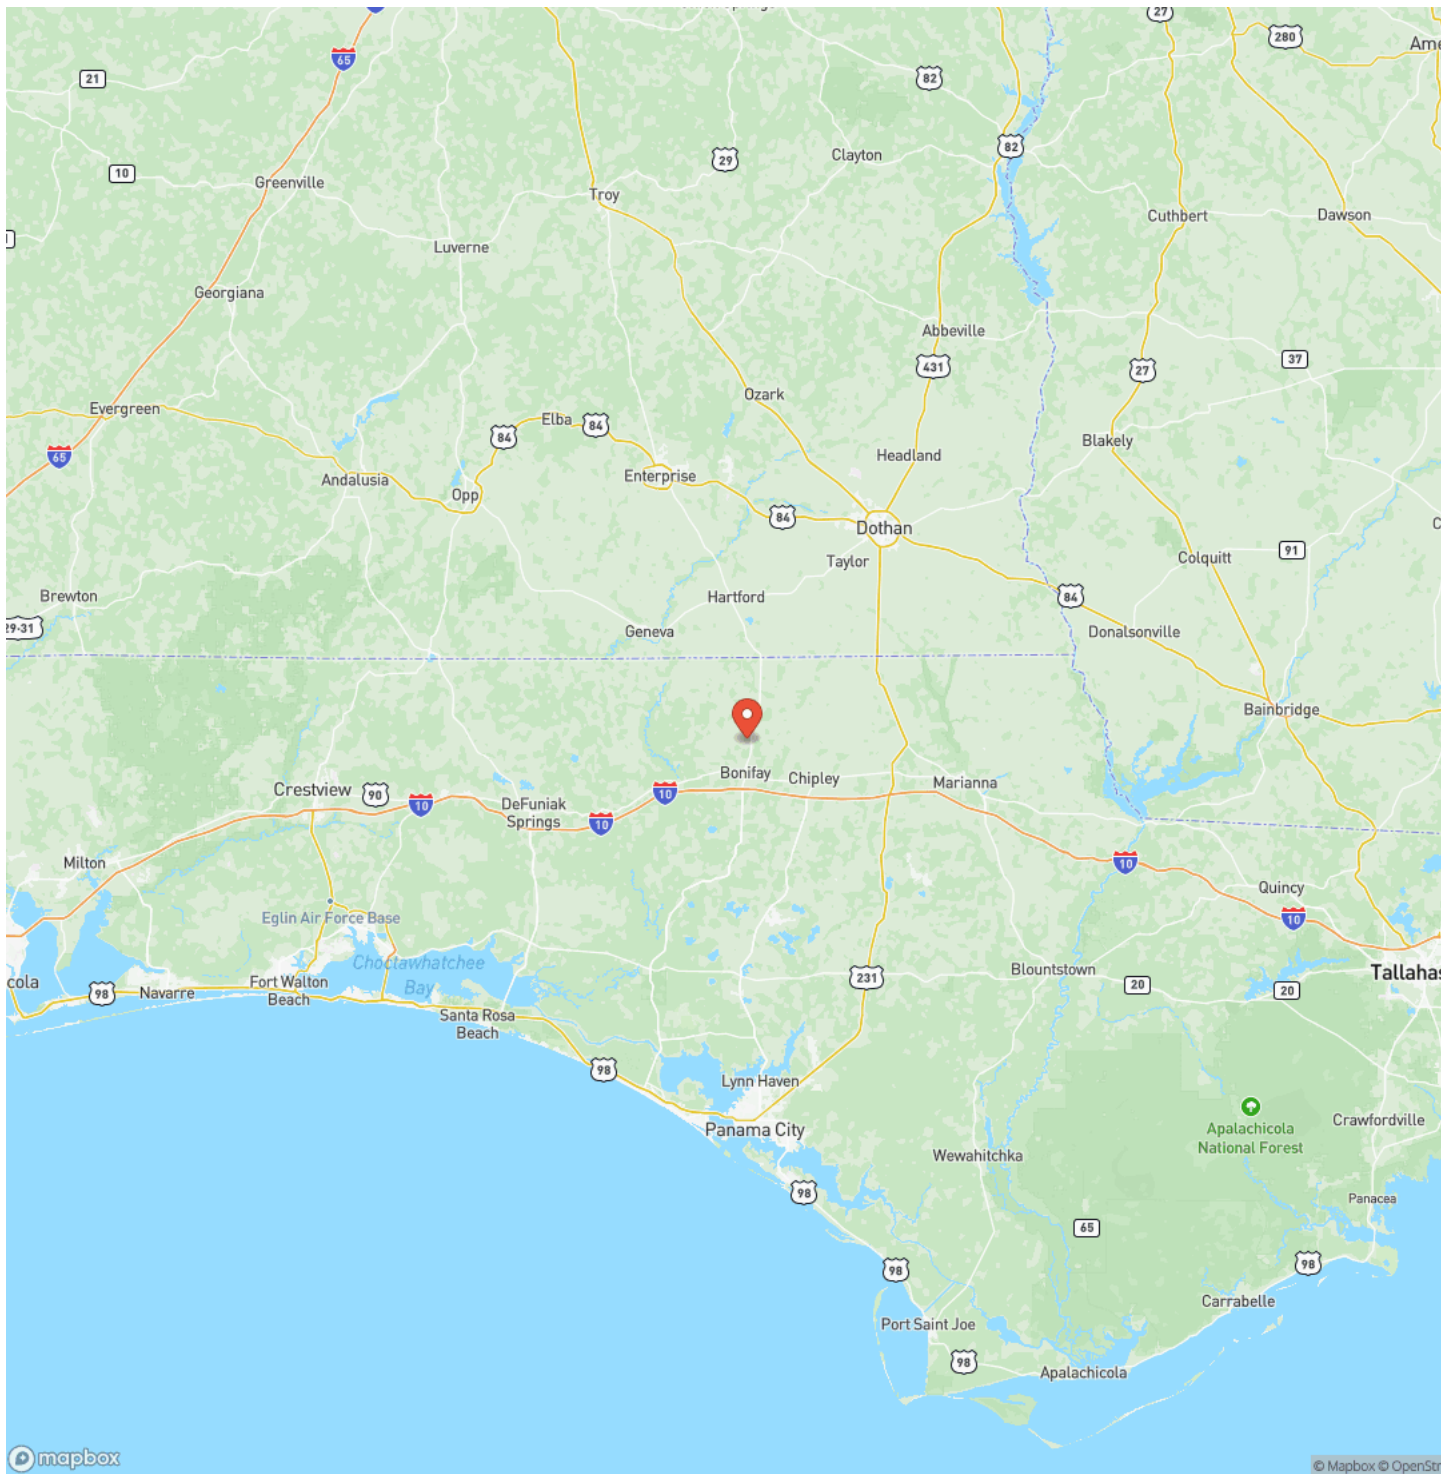 27
280
Ame
65
21
82
82
29
Clayton
10
Greenville
Troy
Cuthbert
Dawson
Luverne
Georgiana
Abbeville
37
431
27
Ozark
Evergreen
Elba
84
84
Blakely
65
Headland
Enterprise
Andalusia
Opp
84
Dothan
C
91
Taylor
Colquitt
Brewton
Hartford
84
29-31
Geneva
Donalsonville
Bainbridge
Bonifay
Chipley
Marianna
Crestview
90
10
10
DeFuniak
Springs
10
Milton
10
Quincy
Eglin Air Force Base
10
Choctawhatchee
Bay
Blountstown
Tallahas
cola
Fort Walton
Beach
98
Navarre
231
20
20
Santa Rosa
Beach
98
Lynn Haven
Panama City
Apalachicola
National Forest
Crawfordville
Wewahitchka
98
Panacea
65
98
98
Carrabelle
Port Saint Joe
98
Apalachicola
mapbox
© Mapbox © OpenStr